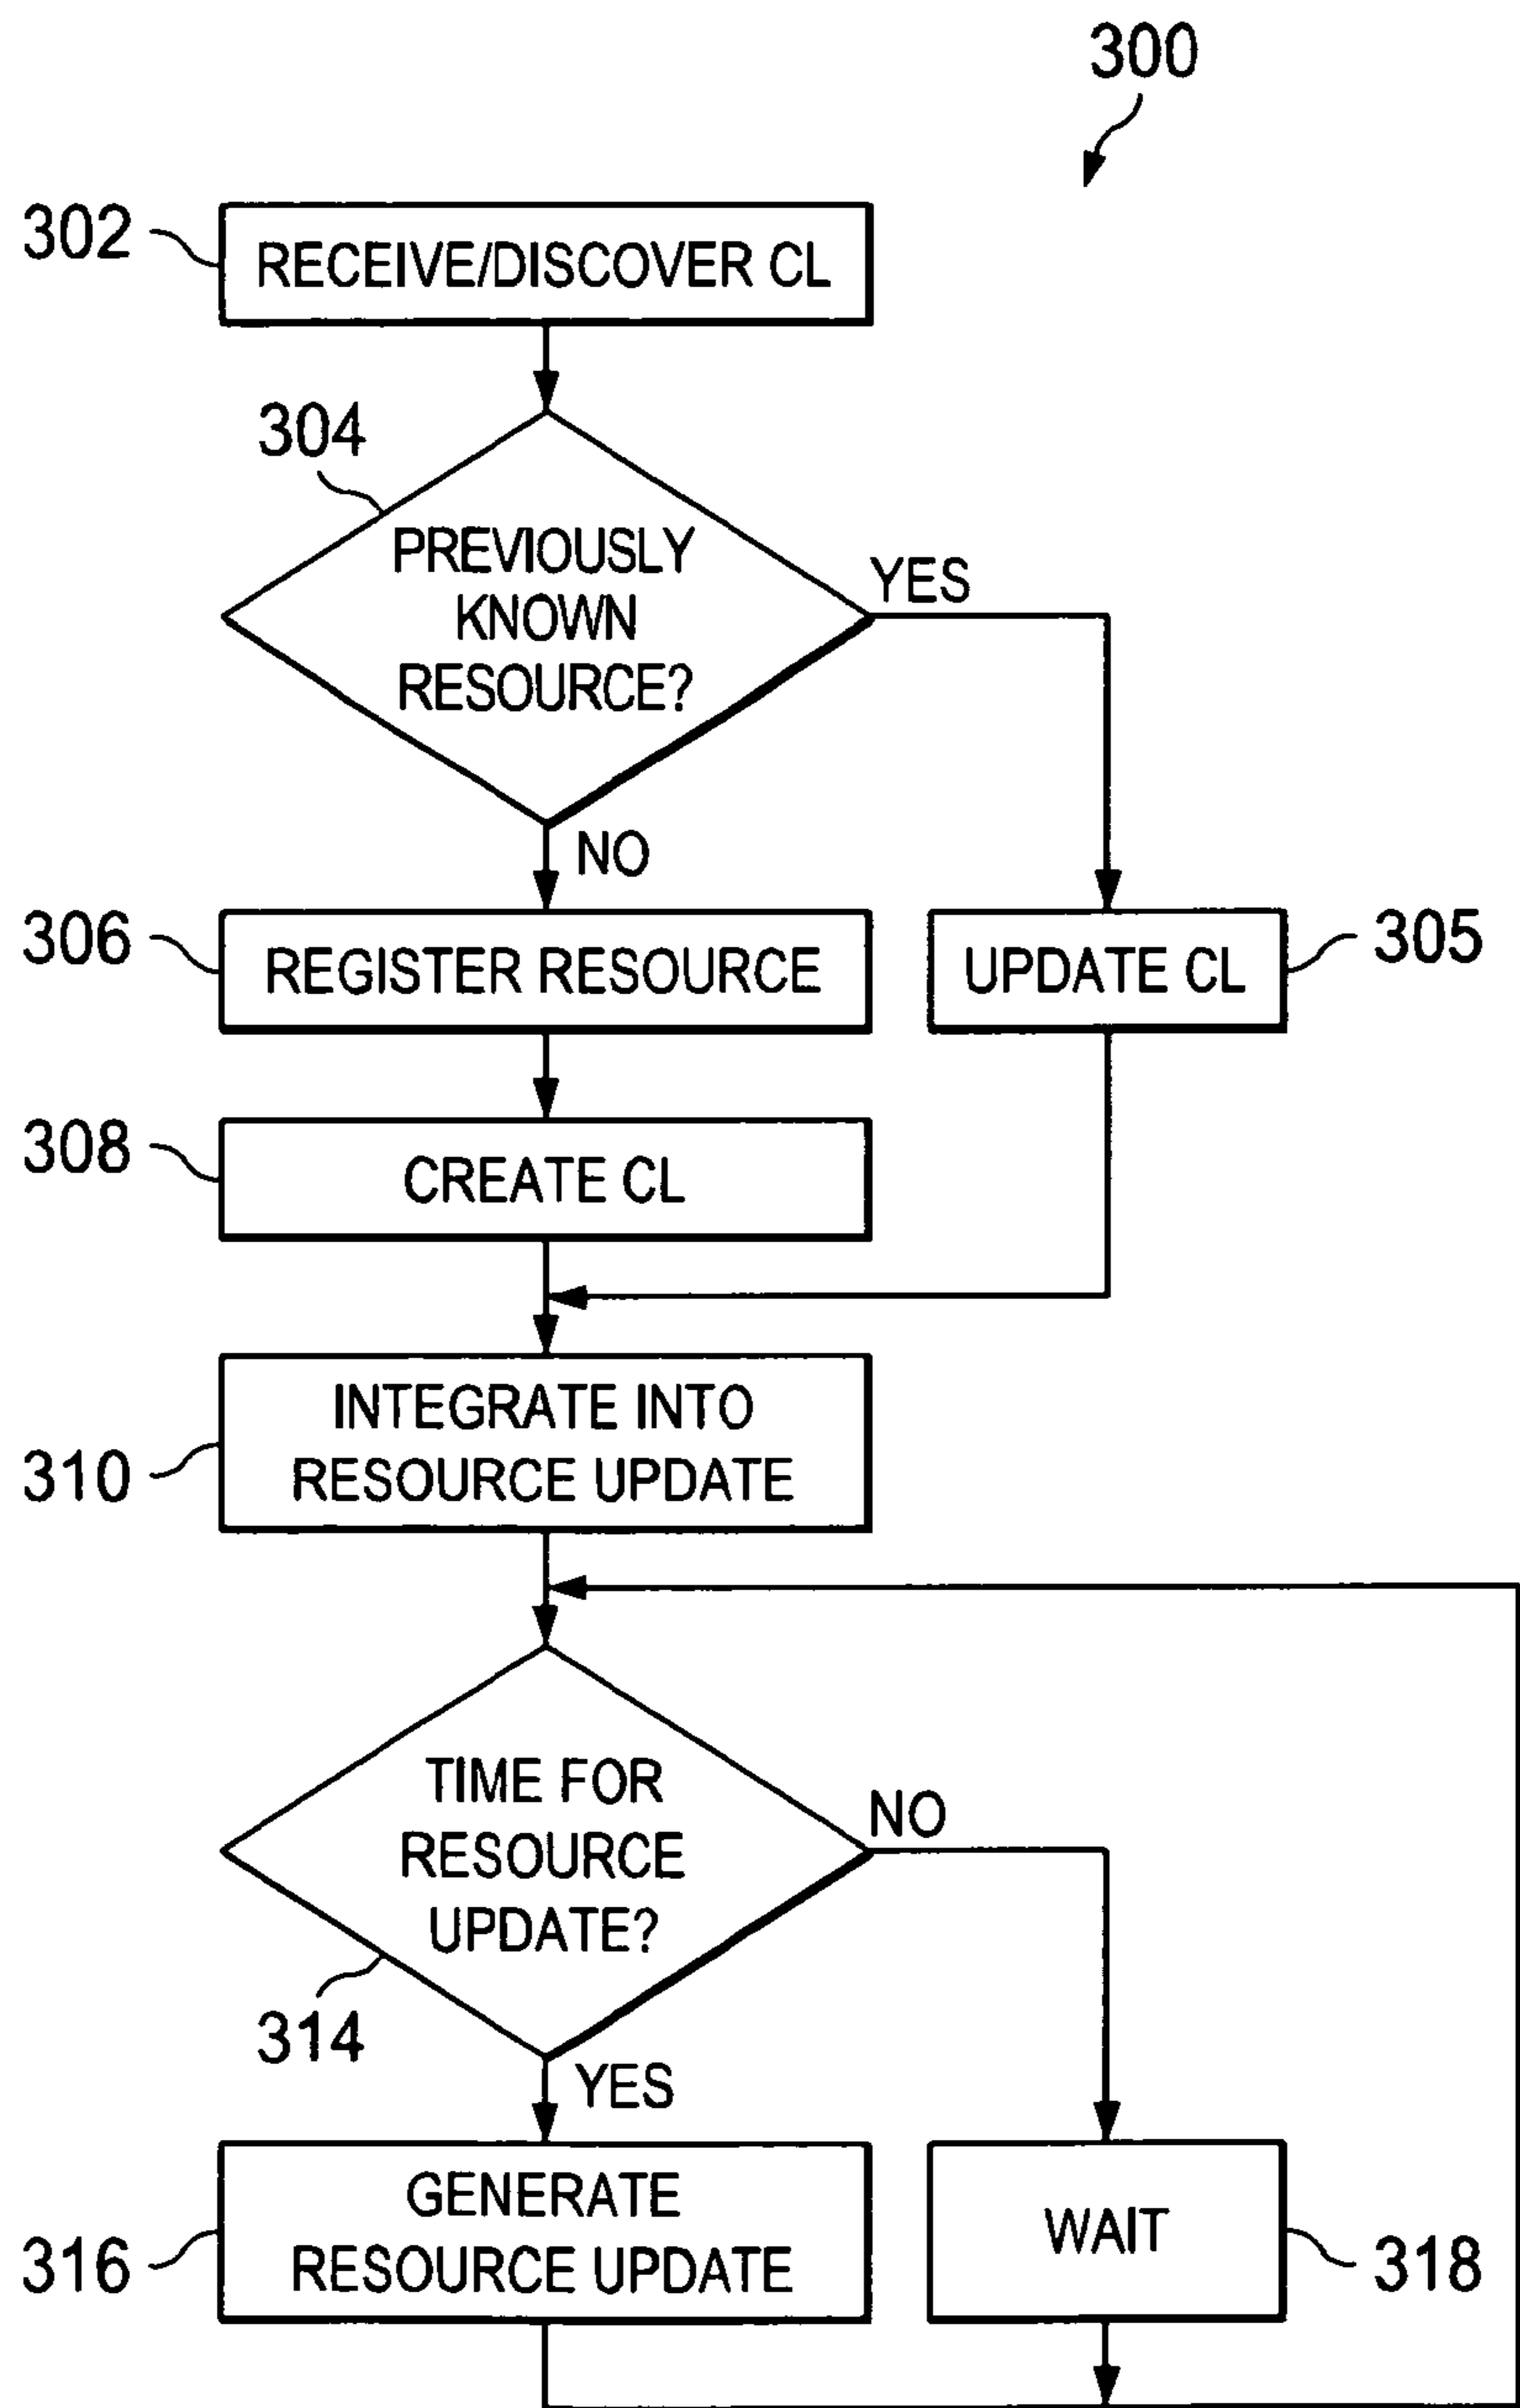 300
302
RECEIVE/DISCOVER CL
304
PREVIOUSLY
KNOWN
RESOURCE?
YES
NO
306
REGISTER RESOURCE
UPDATE CL
305
308
CREATE CL
310
INTEGRATE INTO
RESOURCE UPDATE
TIME FOR
RESOURCE
UPDATE?
NO
314
YES
316
GENERATE
RESOURCE UPDATE
WAIT
318